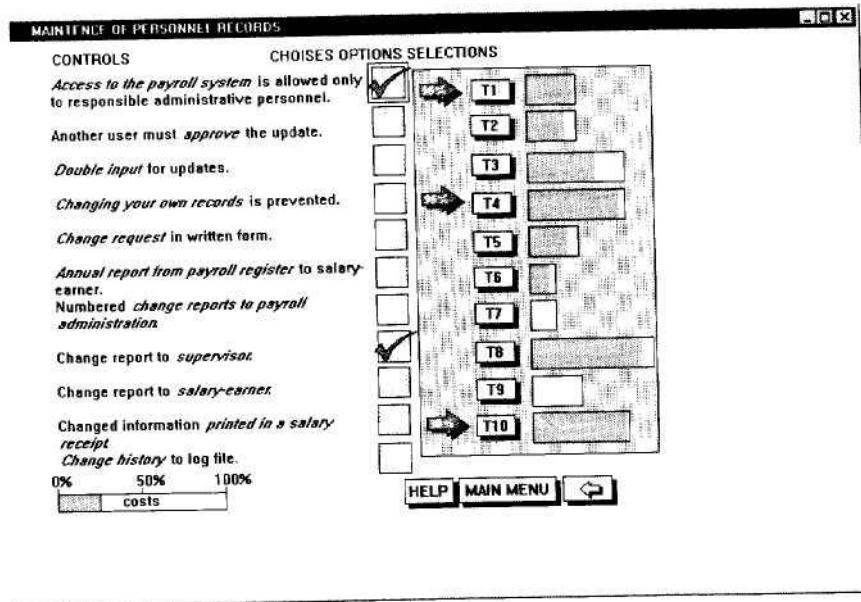 MAINTENCE OF PERSONNEL RECORDS
CONTROLS
CHOISES OPTIONS SELECTIONS
Access to the payroll system is allowed only
to responsible administrative personnel.
T1
Another user must approve the update.
T2
Double input for updates.
T3
Changing your own records is prevented.
T4
Change request in written form.
T5
Annual report from payroll register to salary-
earner.
T6
Numbered change reports to payroll
administration.
T7
Change report to supervisor.
T8
Change report to salary-earner.
T9
Changed information printed in a salary
receipt
T10
Change history to log file.
0% 50% 100%
costs
HELP
MAIN MENU